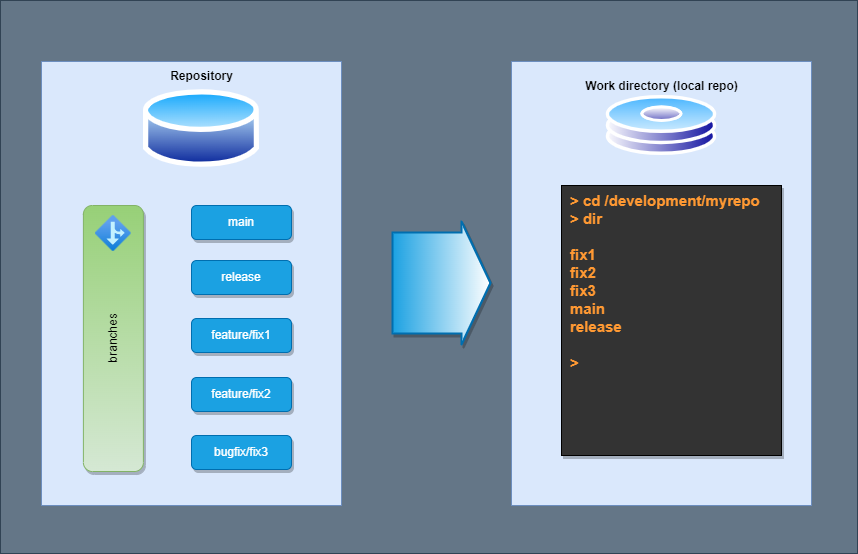 Repository
branches
main
release
feature/fix1
feature/fix2
bugfix/fix3
Work directory (local repo)
> cd /development/myrepo
> dir
fix1
fix2
fix3
main
release
>